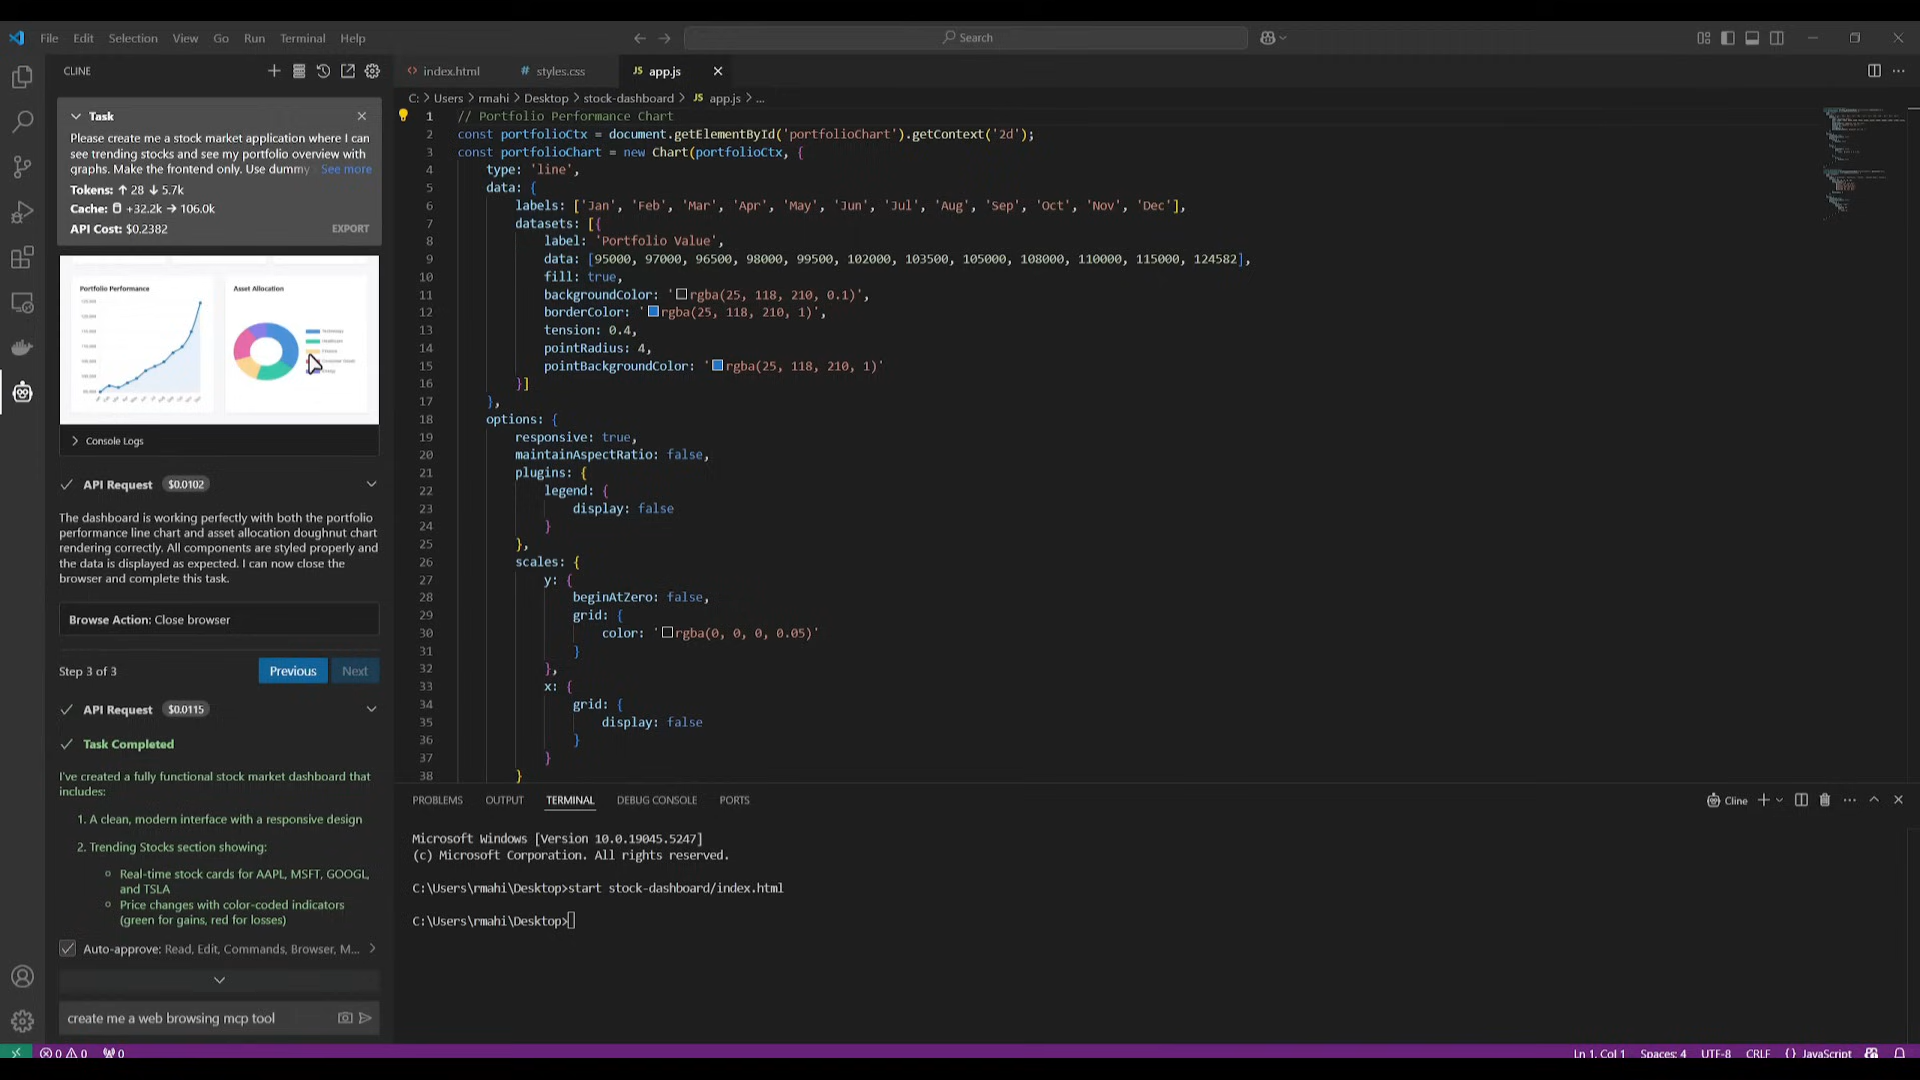 File Edit Selection View Go Run Terminal Help
Search
CLINE
Task
Please create me a stock market application where I can
see trending stocks and see my portfolio overview with
graphs. Make the frontend only. Use dummy See more
Tokens: ↑ 28 ↓ 5.7k
Cache: +32.2k → 106.0k
API Cost: $0.2382
EXPORT
Portfolio Performance
Asset Allocation
Technology
Healthcare
Finance
Consumer Goods
Energy
Console Logs
API Request $0.0102
The dashboard is working perfectly with both the portfolio
performance line chart and asset allocation doughnut chart
rendering correctly. All components are styled properly and
the data is displayed as expected. I can now close the
browser and complete this task.
Browse Action: Close browser
Step 3 of 3
Previous
Next
API Request $0.0115
Task Completed
I've created a fully functional stock market dashboard that
includes:
1. A clean, modern interface with a responsive design
2. Trending Stocks section showing:
Real-time stock cards for AAPL, MSFT, GOOGL,
and TSLA
Price changes with color-coded indicators
(green for gains, red for losses)
Auto-approve: Read, Edit, Commands, Browser, M...
create me a web browsing mcp tool
index.html
styles.css
JS app.js
C: > Users > rmahi > Desktop > stock-dashboard > JS app.js > ...
1 // Portfolio Performance Chart
2 const portfolioCtx = document.getElementById('portfolioChart').getContext('2d');
3 const portfolioChart = new Chart(portfolioCtx, {
4 type: 'line',
5 data: {
6 labels: ['Jan', 'Feb', 'Mar', 'Apr', 'May', 'Jun', 'Jul', 'Aug', 'Sep', 'Oct', 'Nov', 'Dec'],
7 datasets: [{
8 label: 'Portfolio Value',
9 data: [95000, 97000, 96500, 98000, 99500, 102000, 103500, 105000, 108000, 110000, 115000, 124582],
10 fill: true,
11 backgroundColor: 'rgba(25, 118, 210, 0.1)',
12 borderColor: 'rgba(25, 118, 210, 1)',
13 tension: 0.4,
14 pointRadius: 4,
15 pointBackgroundColor: 'rgba(25, 118, 210, 1)'
16 }]
17 },
18 options: {
19 responsive: true,
20 maintainAspectRatio: false,
21 plugins: {
22 legend: {
23 display: false
24 }
25 },
26 scales: {
27 y: {
28 beginAtZero: false,
29 grid: {
30 color: 'rgba(0, 0, 0, 0.05)'
31 }
32 },
33 x: {
34 grid: {
35 display: false
36 }
37 }
38 }
PROBLEMS OUTPUT TERMINAL DEBUG CONSOLE PORTS
Cline
Microsoft Windows [Version 10.0.19045.5247]
(c) Microsoft Corporation. All rights reserved.
C:\Users\rmahi\Desktop>start stock-dashboard/index.html
C:\Users\rmahi\Desktop>
0 0 0
Ln 1, Col 1 Spaces: 4 UTF-8 CRLF {} JavaScript